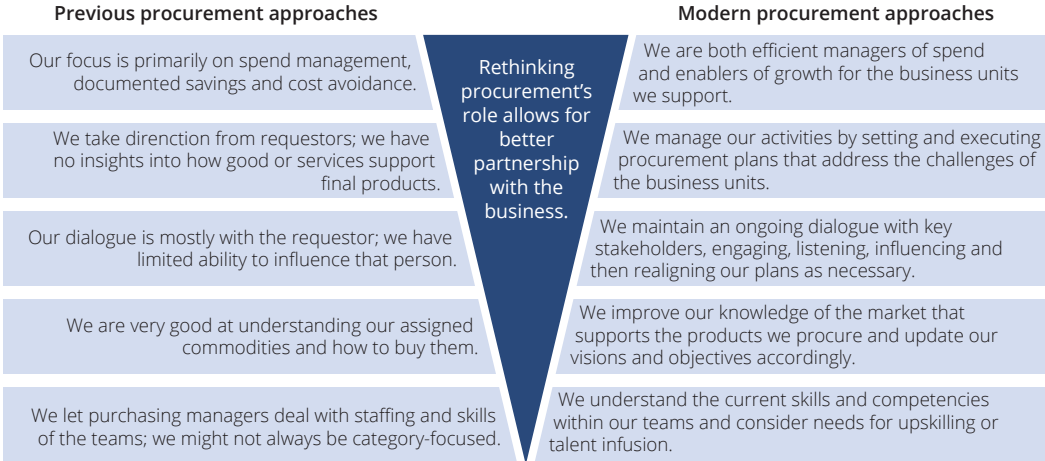 Previous procurement approaches
Modern procurement approaches
Our focus is primarily on spend management,
documented savings and cost avoidance.
Rethinking
procurement’s
role allows for
better
partnership
with the
business.
We are both efficient managers of spend
and enablers of growth for the business units
we support.
We take direnction from requestors; we have
no insights into how good or services support
final products.
We manage our activities by setting and executing
procurement plans that address the challenges of
the business units.
Our dialogue is mostly with the requestor; we have
limited ability to influence that person.
We maintain an ongoing dialogue with key
stakeholders, engaging, listening, influencing and
then realigning our plans as necessary.
We are very good at understanding our assigned
commodities and how to buy them.
We improve our knowledge of the market that
supports the products we procure and update our
visions and objectives accordingly.
We let purchasing managers deal with staffing and skills
of the teams; we might not always be category-focused.
We understand the current skills and competencies
within our teams and consider needs for upskilling or
talent infusion.